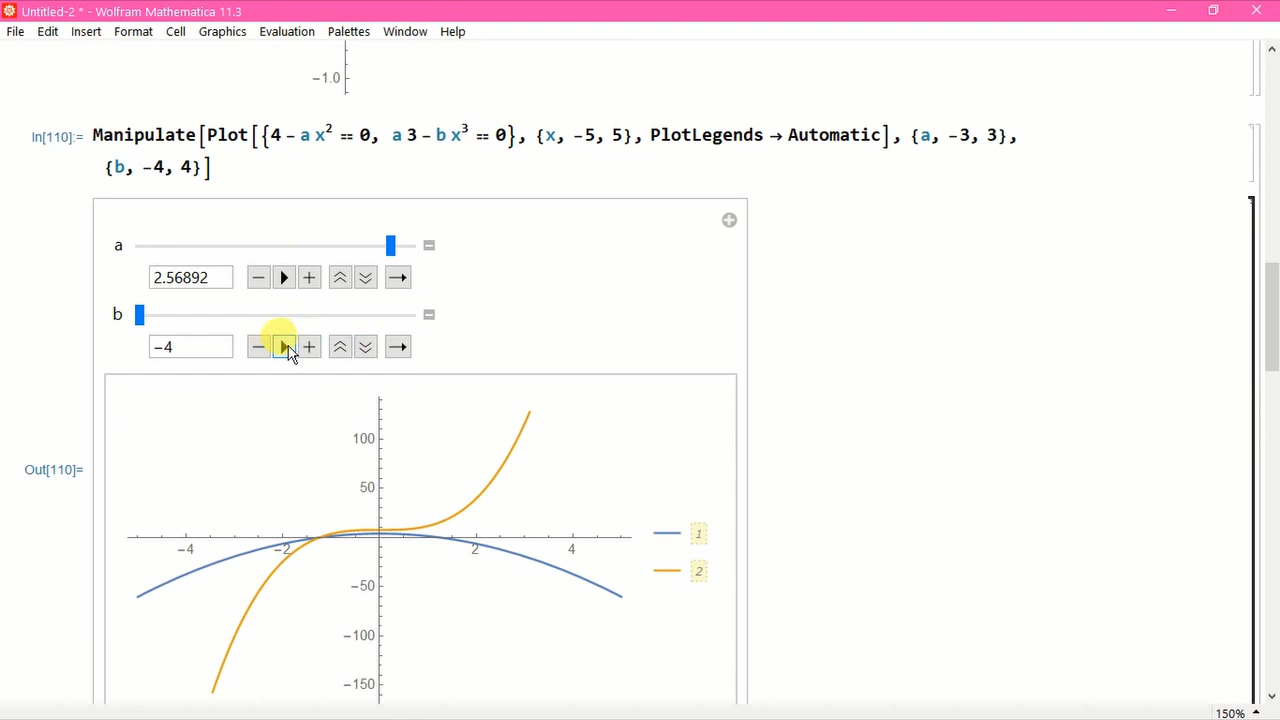 Untitled-2 * - Wolfram Mathematica 11.3
File Edit Insert Format Cell Graphics Evaluation Palettes Window Help
−1.0
In[110]:= Manipulate[Plot[{4 − a x² == 0, a 3 − b x³ == 0}, {x, −5, 5}, PlotLegends → Automatic], {a, −3, 3},
{b, −4, 4}]
a
2.56892
b
−4
Out[110]=
100
50
−4 −2 2 4
−50
−100
−150
1
2
150%